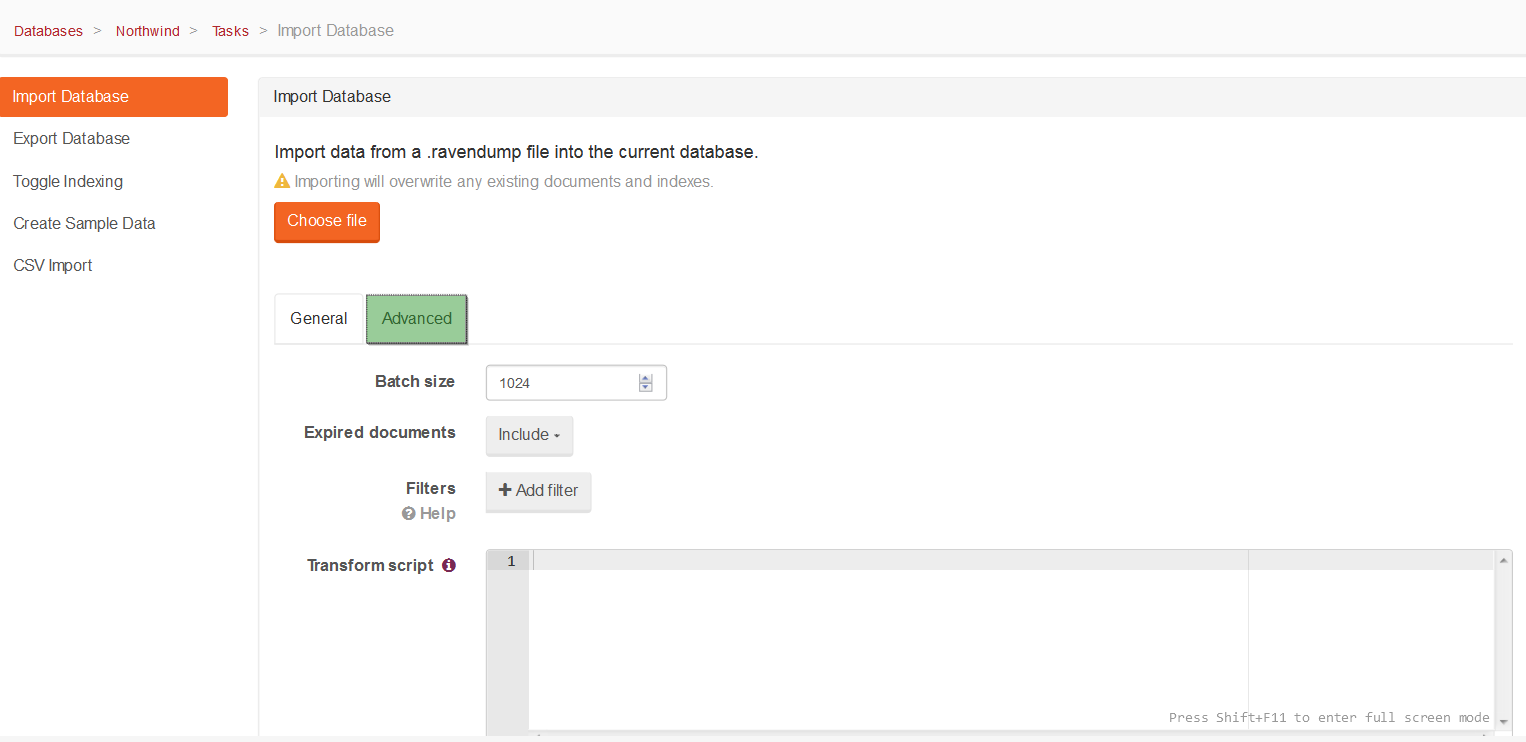 Databases > Northwind > Tasks > Import Database
Import Database
Export Database
Toggle Indexing
Create Sample Data
CSV Import
Import Database
Import data from a .ravendump file into the current database.
Importing will overwrite any existing documents and indexes.
Choose file
General Advanced
Batch size 1024
Expired documents Include
Filters + Add filter
Help
Transform script 1
Press Shift+F11 to enter full screen mode